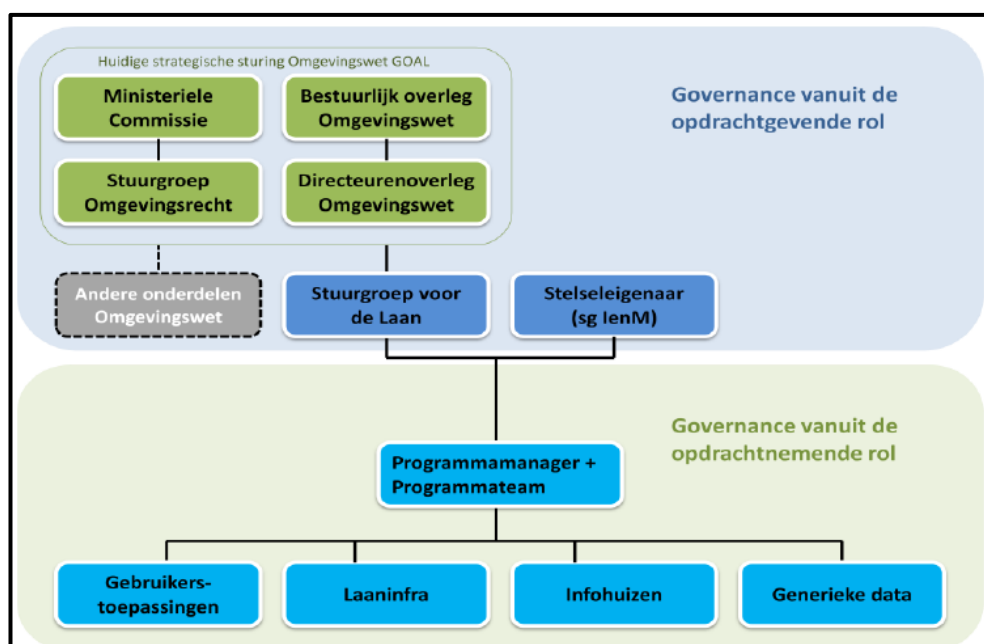 Huidige strategische sturing Omgevingswet GOAL
Ministeriele
Commissie
Bestuurlijk overleg
Omgevingswet
Governance vanuit de
opdrachtgevende rol
Stuurgroep
Omgevingsrecht
Directeurenoverleg
Omgevingswet
Andere onderdelen
Omgevingswet
Stuurgroep voor
de Laan
Stelseleigenaar
(sg IenM)
Governance vanuit de
opdrachtnemende rol
Programmamanager +
Programmateam
Gebruikers-
toepassingen
Laaninfra
Infohuizen
Generieke data